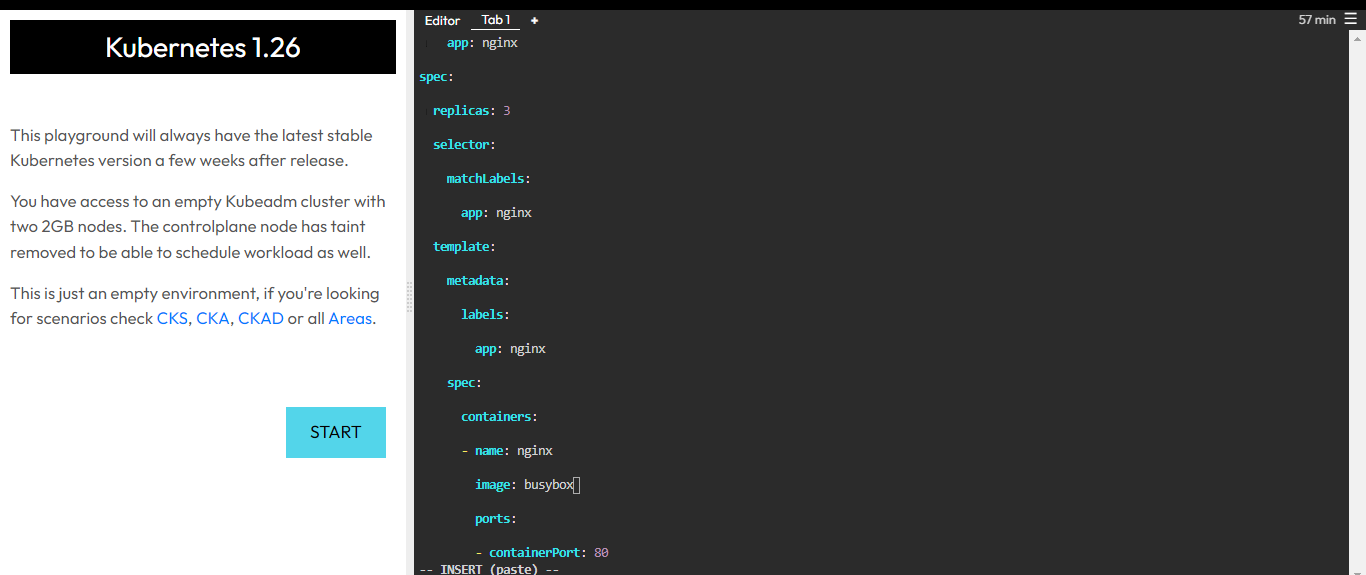 Kubernetes 1.26
This playground will always have the latest stable
Kubernetes version a few weeks after release.
You have access to an empty Kubeadm cluster with
two 2GB nodes. The controlplane node has taint
removed to be able to schedule workload as well.
This is just an empty environment, if you're looking
for scenarios check CKS, CKA, CKAD or all Areas.
START
Editor Tab 1 + 57 min
app: nginx
spec:
replicas: 3
selector:
matchLabels:
app: nginx
template:
metadata:
labels:
app: nginx
spec:
containers:
- name: nginx
image: busybox
ports:
- containerPort: 80
-- INSERT (paste) --